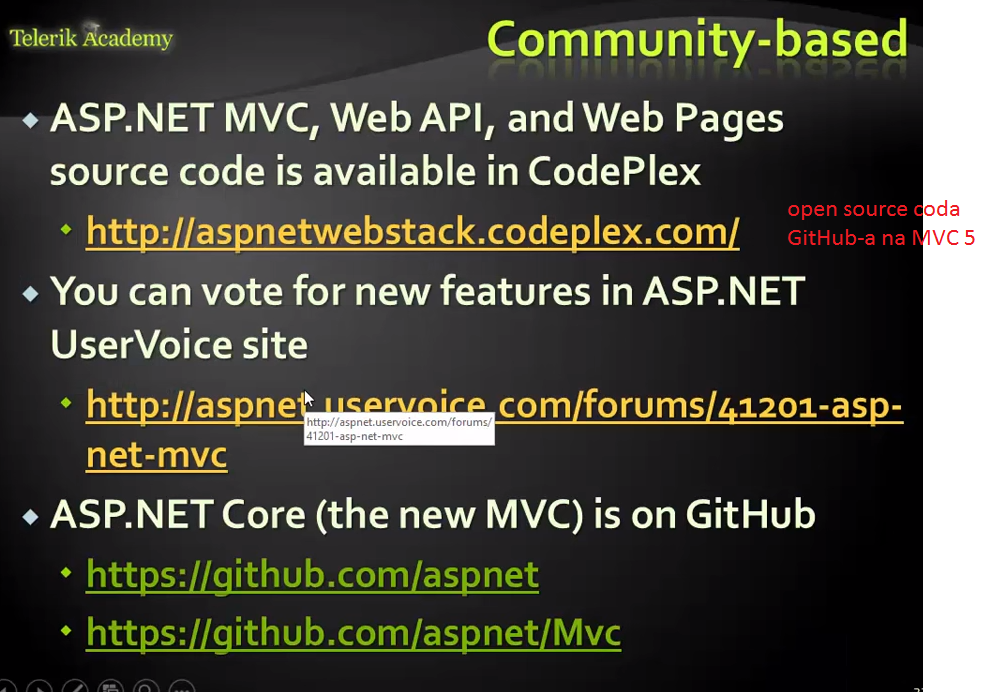 Telerik Academy
Community-based
ASP.NET MVC, Web API, and Web Pages
source code is available in CodePlex
http://aspnetwebstack.codeplex.com/
open source coda
GitHub-a na MVC 5
You can vote for new features in ASP.NET
UserVoice site
http://aspnet.uservoice.com/forums/41201-asp-
net-mvc
http://aspnet.uservoice.com/forums/
41201-asp-net-mvc
ASP.NET Core (the new MVC) is on GitHub
https://github.com/aspnet
https://github.com/aspnet/Mvc